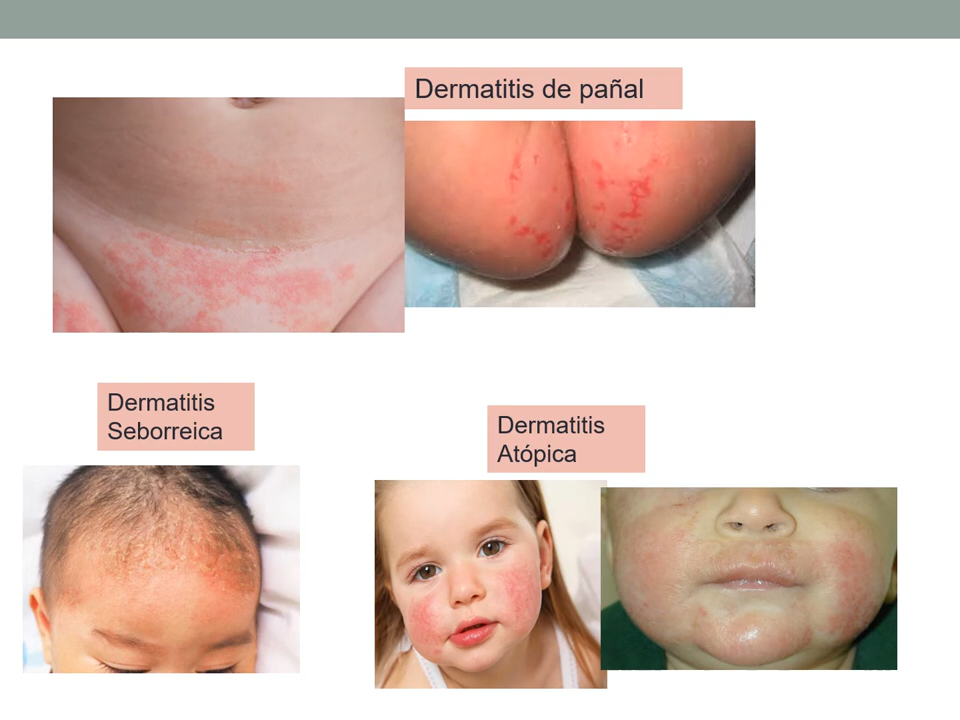 Dermatitis de pañal
Dermatitis
Seborreica
Dermatitis
Atópica